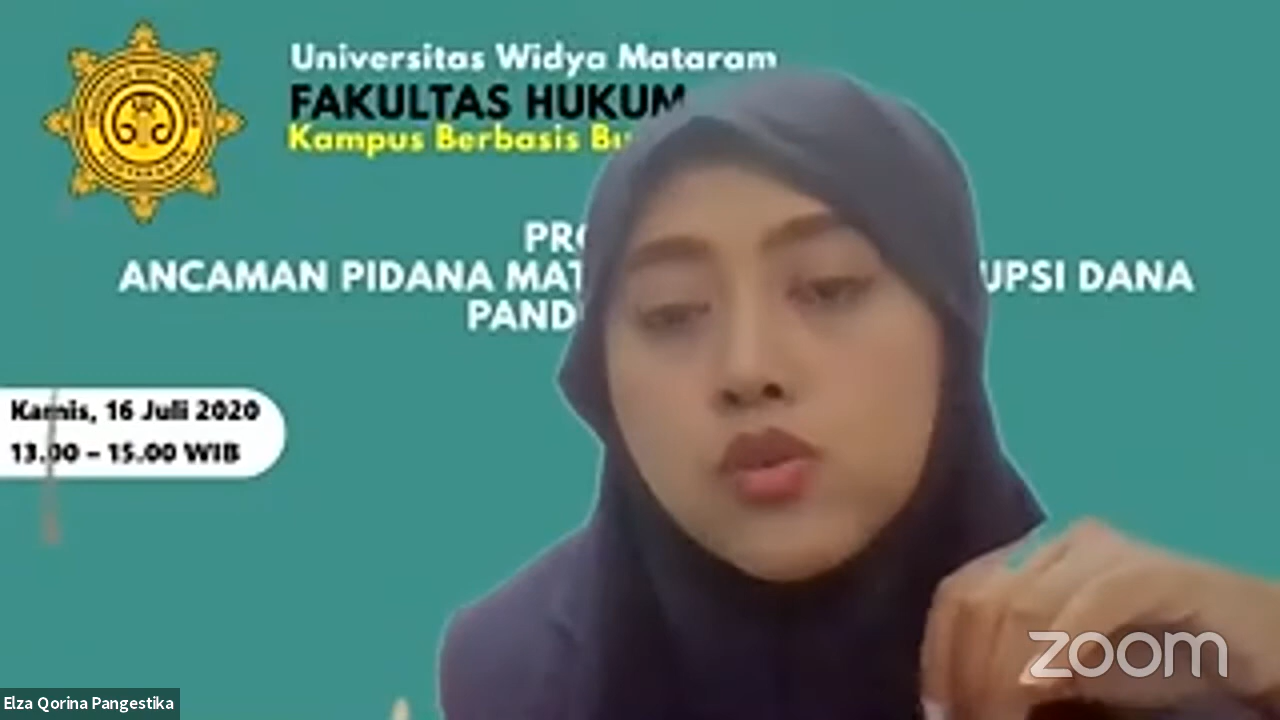 Universitas Widya Mataram
FAKULTAS HUKUM
Kampus Berbasis Bu
PRO
ANCAMAN PIDANA MAT UPSI DANA
PAND
Kamis, 16 Juli 2020
13.00 – 15.00 WIB
zoom
Elza Qorina Pangestika